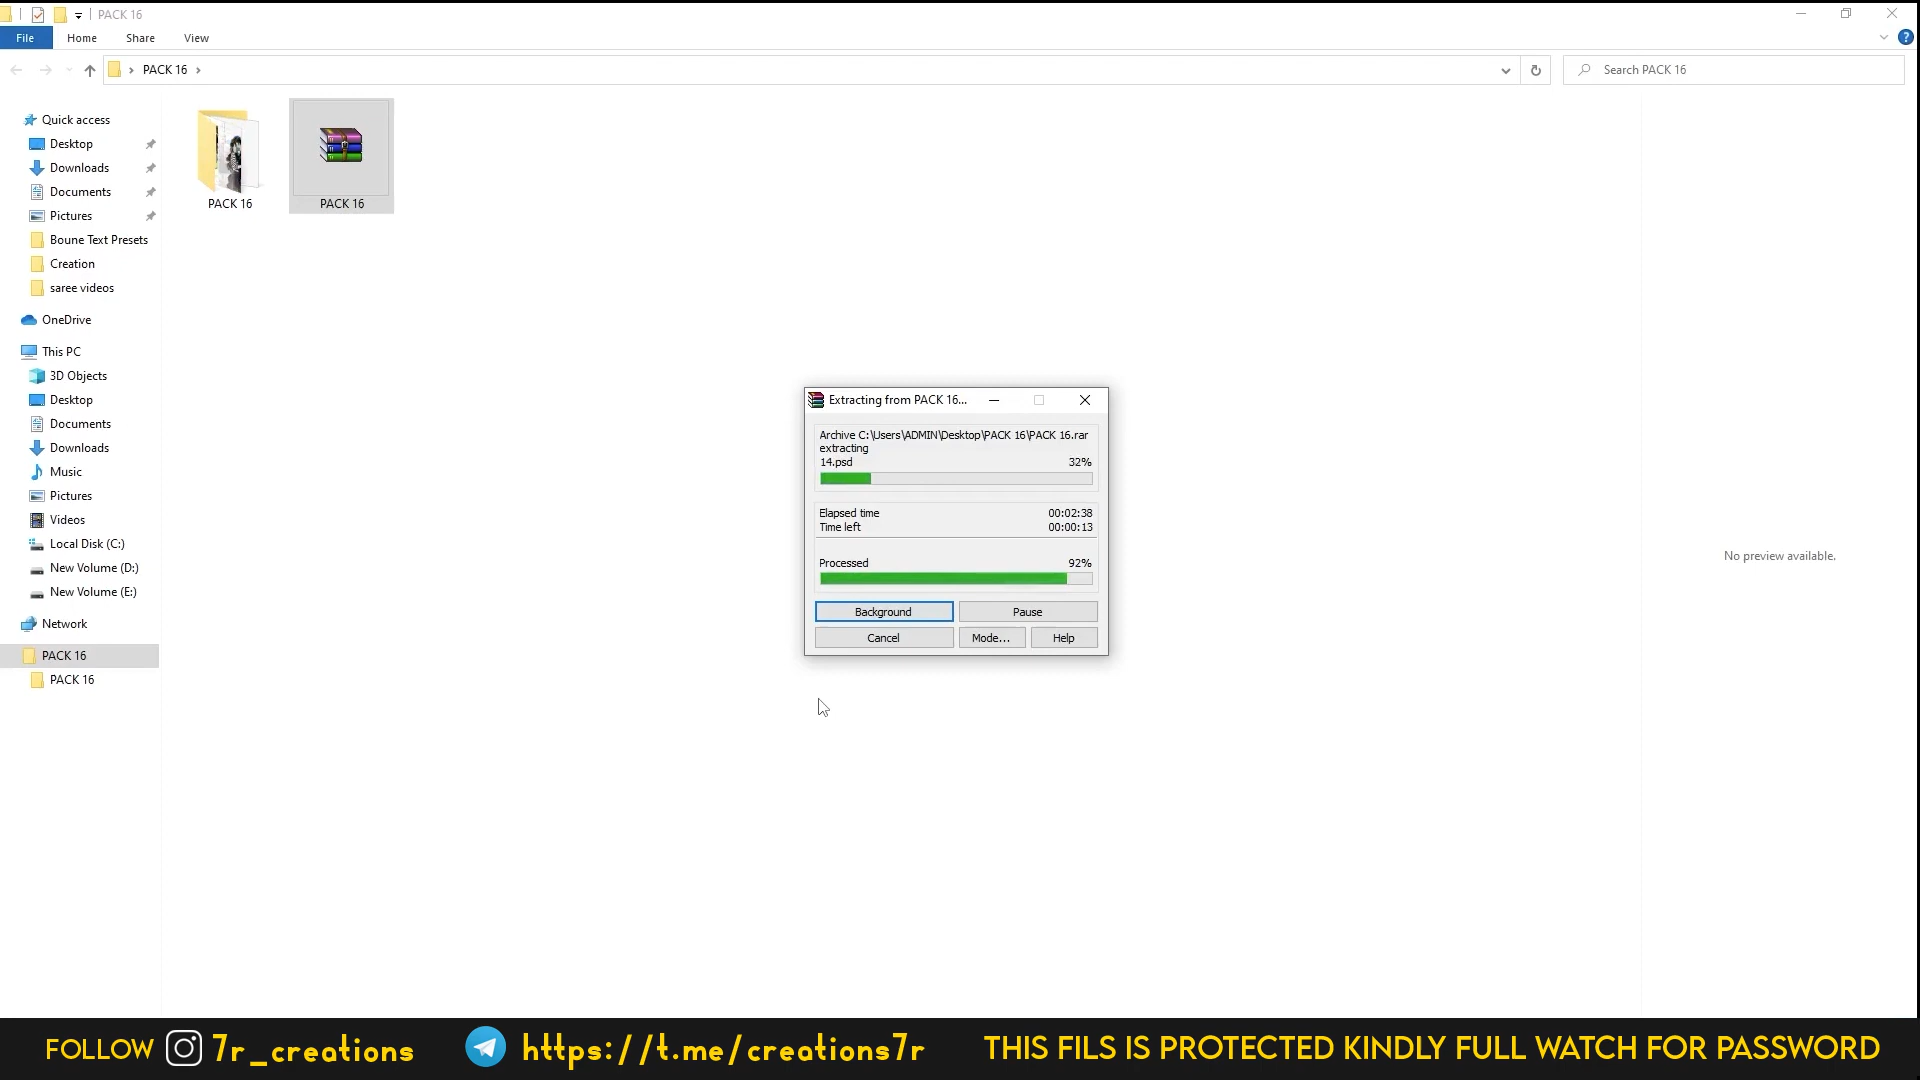 PACK 16
File
Home
Share
View
PACK 16
Search PACK 16
Quick access
Desktop
Downloads
Documents
Pictures
Boune Text Presets
Creation
saree videos
OneDrive
This PC
3D Objects
Desktop
Documents
Downloads
Music
Pictures
Videos
Local Disk (C:)
New Volume (D:)
New Volume (E:)
Network
PACK 16
PACK 16
PACK 16
PACK 16
Extracting from PACK 16...
Archive C:\Users\ADMIN\Desktop\PACK 16\PACK 16.rar
extracting
14.psd 32%
Elapsed time 00:02:38
Time left 00:00:13
Processed 92%
Background
Pause
Cancel
Mode...
Help
No preview available.
FOLLOW 7r_creations https://t.me/creations7r THIS FILS IS PROTECTED KINDLY FULL WATCH FOR PASSWORD